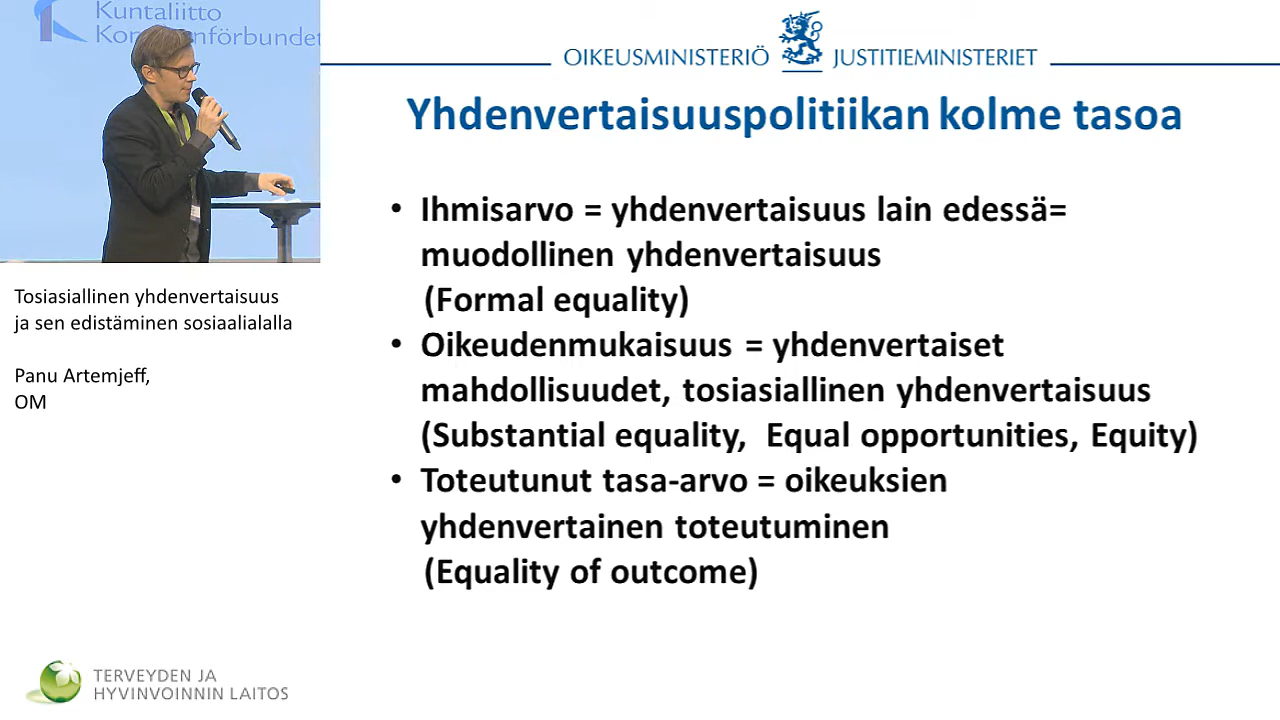 Kuntaliitto
OIKEUSMINISTERIÖ JUSTITIEMINISTERIET
Yhdenvertaisuuspolitiikan kolme tasoa
• Ihmisarvo = yhdenvertaisuus lain edessä=
muodollinen yhdenvertaisuus
(Formal equality)
• Oikeudenmukaisuus = yhdenvertaiset
mahdollisuudet, tosiasiallinen yhdenvertaisuus
(Substantial equality, Equal opportunities, Equity)
• Toteutunut tasa-arvo = oikeuksien
yhdenvertainen toteutuminen
(Equality of outcome)
Tosiasiallinen yhdenvertaisuus
ja sen edistäminen sosiaalialalla
Panu Artemjeff,
OM
TERVEYDEN JA
HYVINVOINNIN LAITOS